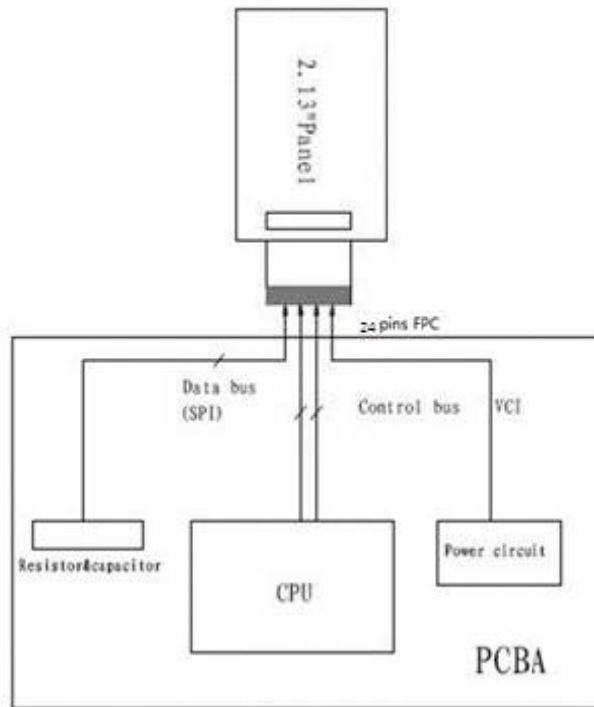 2.13"Panel
24 pins FPC
Data bus
(SPI)
Control bus
VCI
Resistor&capacitor
CPU
Power circuit
PCBA